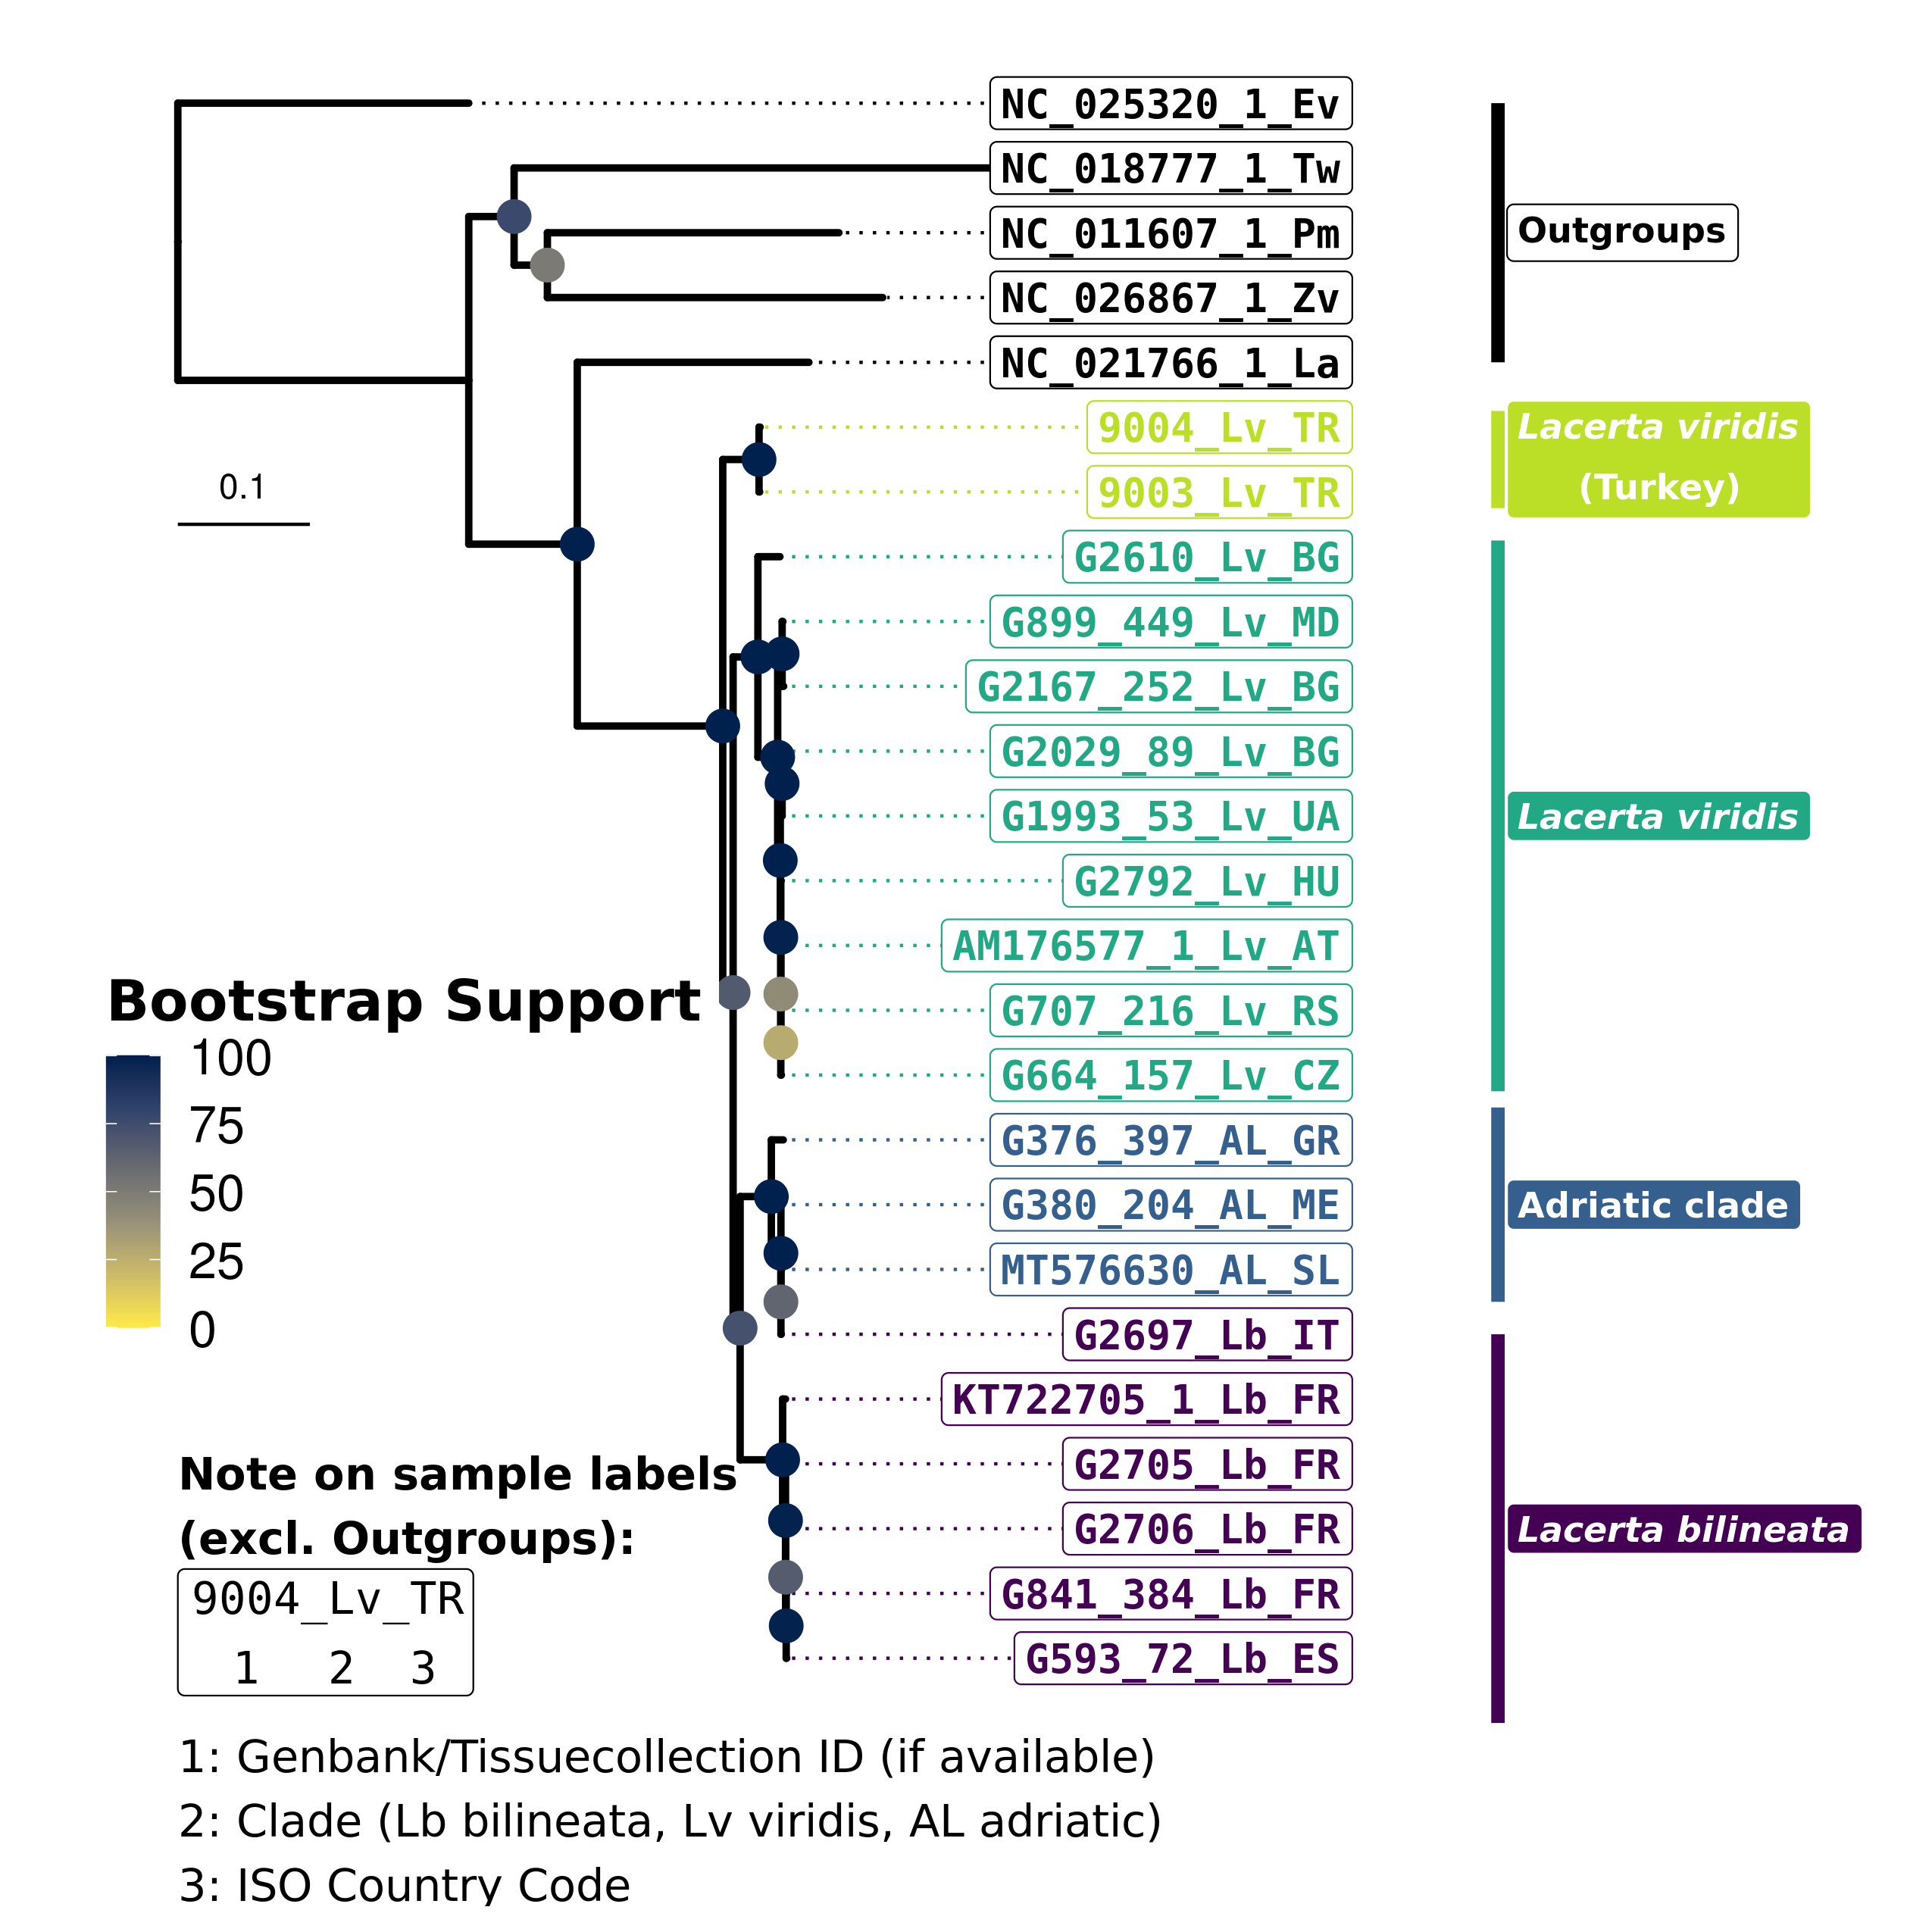 NC_025320_1_Ev
NC_018777_1_Tw
NC_011607_1_Pm
Outgroups
NC_026867_1_Zv
NC_021766_1_La
9004_Lv_TR
Lacerta viridis
(Turkey)
0.1
9003_Lv_TR
G2610_Lv_BG
G899_449_Lv_MD
G2167_252_Lv_BG
G2029_89_Lv_BG
G1993_53_Lv_UA
Lacerta viridis
G2792_Lv_HU
AM176577_1_Lv_AT
G707_216_Lv_RS
G664_157_Lv_CZ
Bootstrap Support
100
75
50
25
0
G376_397_AL_GR
G380_204_AL_ME
Adriatic clade
MT576630_AL_SL
G2697_Lb_IT
KT722705_1_Lb_FR
G2705_Lb_FR
G2706_Lb_FR
Lacerta bilineata
G841_384_Lb_FR
G593_72_Lb_ES
Note on sample labels
(excl. Outgroups):
9004_Lv_TR
1 2 3
1: Genbank/Tissuecollection ID (if available)
2: Clade (Lb bilineata, Lv viridis, AL adriatic)
3: ISO Country Code